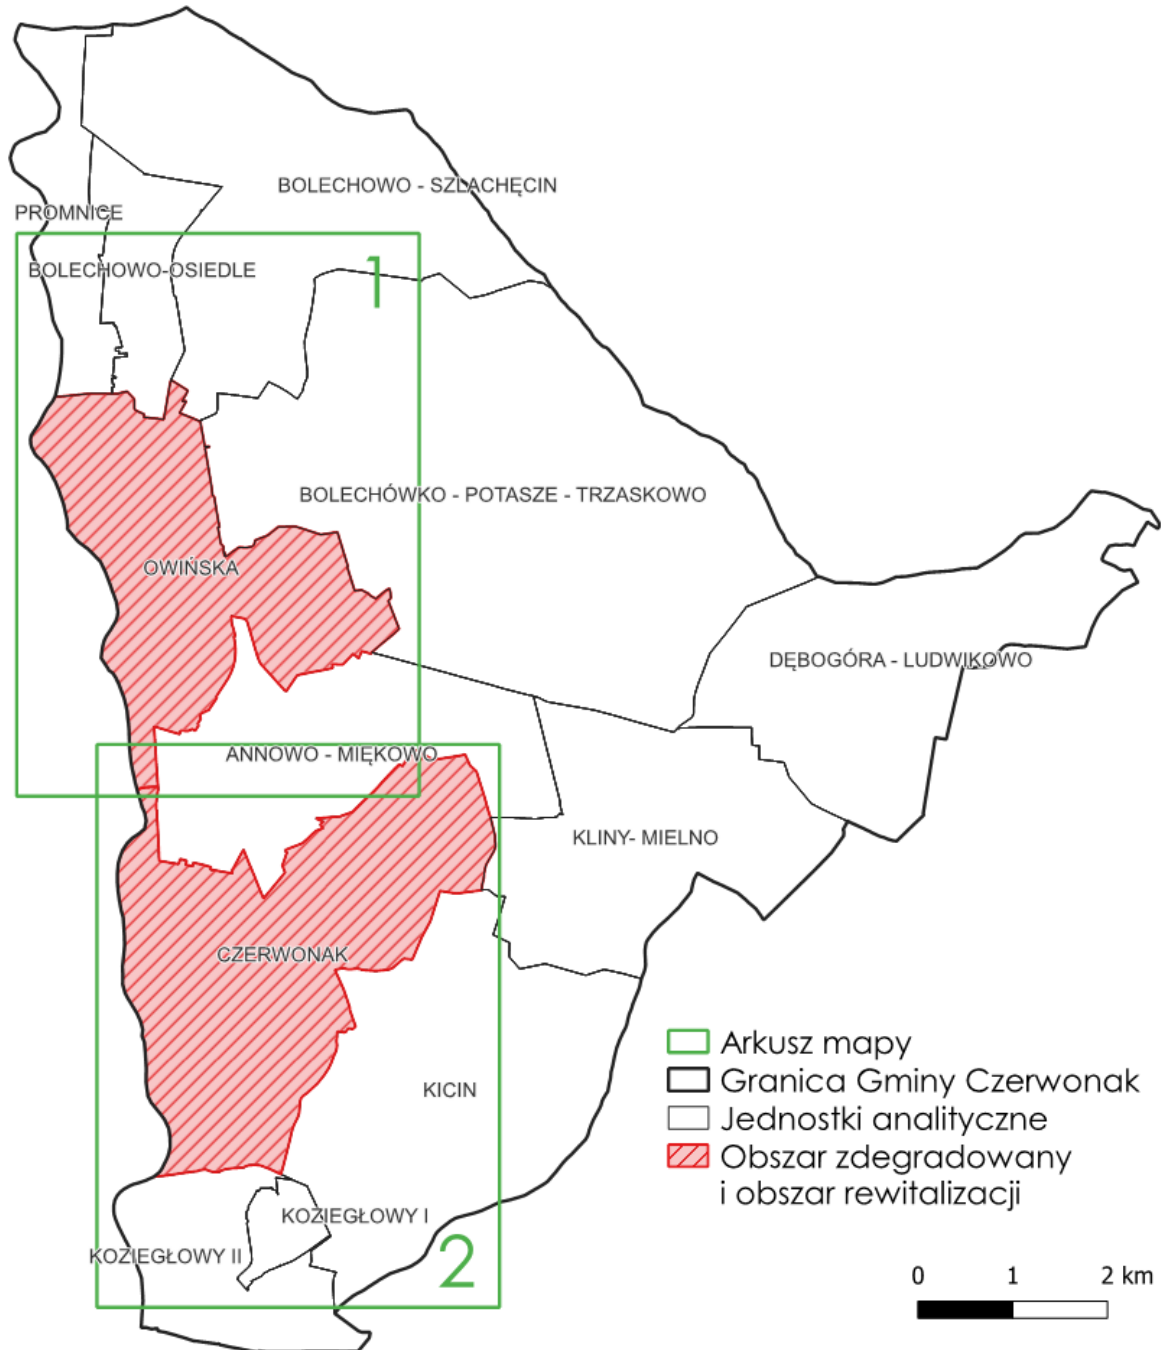 BOLECHOWO - SZLACHĘCIN
PROMNICE
BOLECHOWO-OSIEDLE
1
BOLECHÓWKO - POTASZE - TRZASKOWO
OWIŃSKA
DĘBOGÓRA - LUDWIKOWO
ANNOWO - MIĘKOWO
KLINY- MIELNO
CZERWONAK
Arkusz mapy
Granica Gminy Czerwonak
KICIN
Jednostki analityczne
Obszar zdegradowany
i obszar rewitalizacji
KOZIEGŁOWY I
KOZIEGŁOWY II
2
0 1 2 km